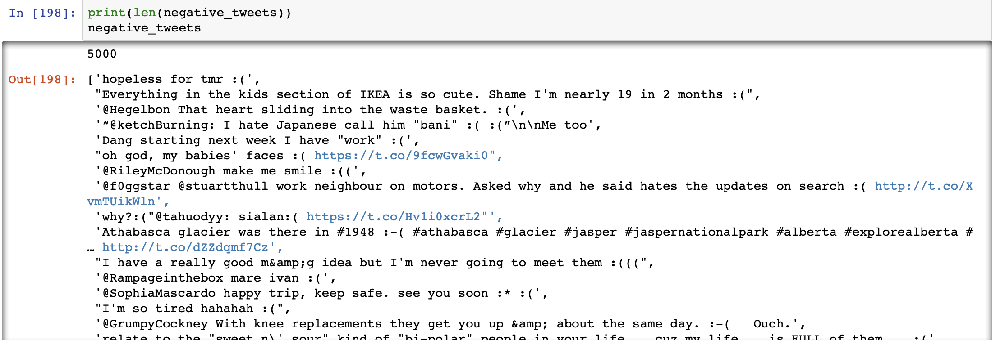 In [198]: print(len(negative_tweets))
negative_tweets
5000
Out[198]: ['hopeless for tmr :(',
"Everything in the kids section of IKEA is so cute. Shame I'm nearly 19 in 2 months :(",
'@Hegelbon That heart sliding into the waste basket. :(',
'“@ketchBurning: I hate Japanese call him "bani" :( :(”\n\nMe too',
'Dang starting next week I have "work" :(',
"oh god, my babies' faces :( https://t.co/9fcwGvaki0",
'@RileyMcDonough make me smile :((',
'@f0ggstar @stuartthull work neighbour on motors. Asked why and he said hates the updates on search :( http://t.co/X
vmTUikWln',
'why?:("@tahuodyy: sialan:( https://t.co/Hv1i0xcrL2"',
'Athabasca glacier was there in #1948 :-( #athabasca #glacier #jasper #jaspernationalpark #alberta #explorealberta #
… http://t.co/dZZdqmf7Cz',
"I have a really good m&amp;g idea but I'm never going to meet them :(((",
'@Rampageinthebox mare ivan :(',
'@SophiaMascardo happy trip, keep safe. see you soon :* :(',
"I'm so tired hahahah :(",
'@GrumpyCockney With knee replacements they get you up &amp; about the same day. :-(   Ouch.',
'relate to the "sweet n\' sour" kind of "bi-polar" people in your life... cuz my life... is FULL of them... :('